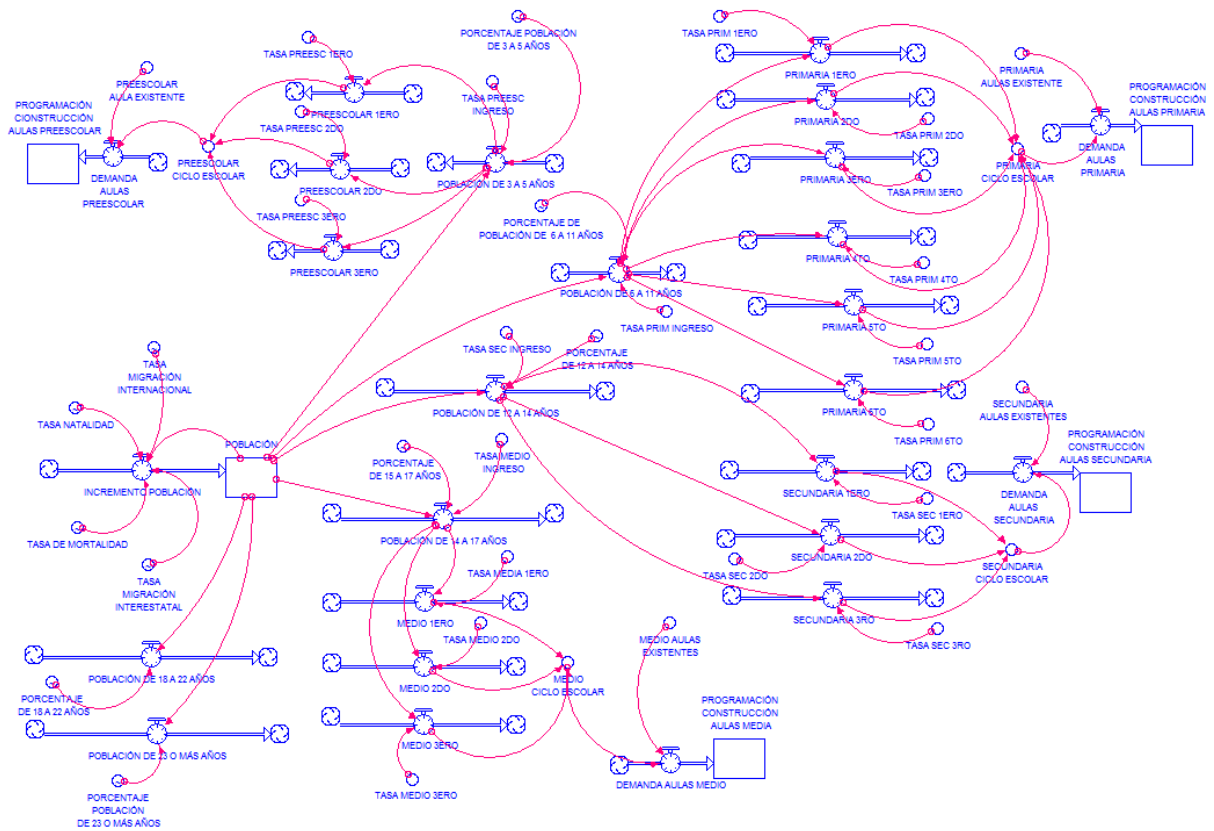 PROGRAMACIÓN
CIONSTRUCCIÓN
AULAS PREESCOLAR
PREESCOLAR
AULA EXISTENTE
DEMANDA
AULAS
PREESCOLAR
PREESCOLAR
CICLO ESCOLAR
TASA PREESC 1ERO
PREESCOLAR 1ERO
TASA PREESC 2DO
PREESCOLAR 2DO
TASA PREESC 3ERO
PREESCOLAR 3ERO
PORCENTAJE POBLACIÓN
DE 3 A 5 AÑOS
TASA PREESC
INGRESO
POBLACIÓN DE 3 A 5 AÑOS
PORCENTAJE DE
POBLACIÓN DE 6 A 11 AÑOS
POBLACIÓN DE 6 A 11 AÑOS
TASA PRIM INGRESO
TASA PRIM 1ERO
PRIMARIA 1ERO
PRIMARIA 2DO
TASA PRIM 2DO
PRIMARIA 3ERO
TASA PRIM 3ERO
PRIMARIA 4TO
TASA PRIM 4TO
PRIMARIA 5TO
TASA PRIM 5TO
PRIMARIA 6TO
TASA PRIM 6TO
PRIMARIA
AULAS EXISTENTE
PRIMARIA
CICLO ESCOLAR
DEMANDA
AULAS
PRIMARIA
PROGRAMACIÓN
CONSTRUCCIÓN
AULAS PRIMARIA
TASA
MIGRACIÓN
INTERNACIONAL
TASA NATALIDAD
POBLACIÓN
INCREMENTO POBLACIÓN
TASA DE MORTALIDAD
TASA
MIGRACIÓN
INTERESTATAL
POBLACIÓN DE 18 A 22 AÑOS
PORCENTAJE
DE 18 A 22 AÑOS
POBLACIÓN DE 23 O MÁS AÑOS
PORCENTAJE
POBLACIÓN
DE 23 O MÁS AÑOS
TASA SEC INGRESO
PORCENTAJE
DE 12 A 14 AÑOS
POBLACIÓN DE 12 A 14 AÑOS
PORCENTAJE
DE 15 A 17 AÑOS
TASA MEDIO
INGRESO
POBLACIÓN DE 14 A 17 AÑOS
TASA MEDIA 1ERO
MEDIO 1ERO
TASA MEDIO 2DO
MEDIO 2DO
MEDIO 3ERO
TASA MEDIO 3ERO
MEDIO
CICLO ESCOLAR
MEDIO AULAS
EXISTENTES
DEMANDA AULAS MEDIO
PROGRAMACIÓN
CONSTRUCCIÓN
AULAS MEDIA
SECUNDARIA 1ERO
TASA SEC 1ERO
SECUNDARIA 2DO
TASA SEC 2DO
SECUNDARIA 3RO
TASA SEC 3RO
SECUNDARIA
AULAS EXISTENTES
SECUNDARIA
CICLO ESCOLAR
DEMANDA
AULAS
SECUNDARIA
PROGRAMACIÓN
CONSTRUCCIÓN
AULAS SECUNDARIA